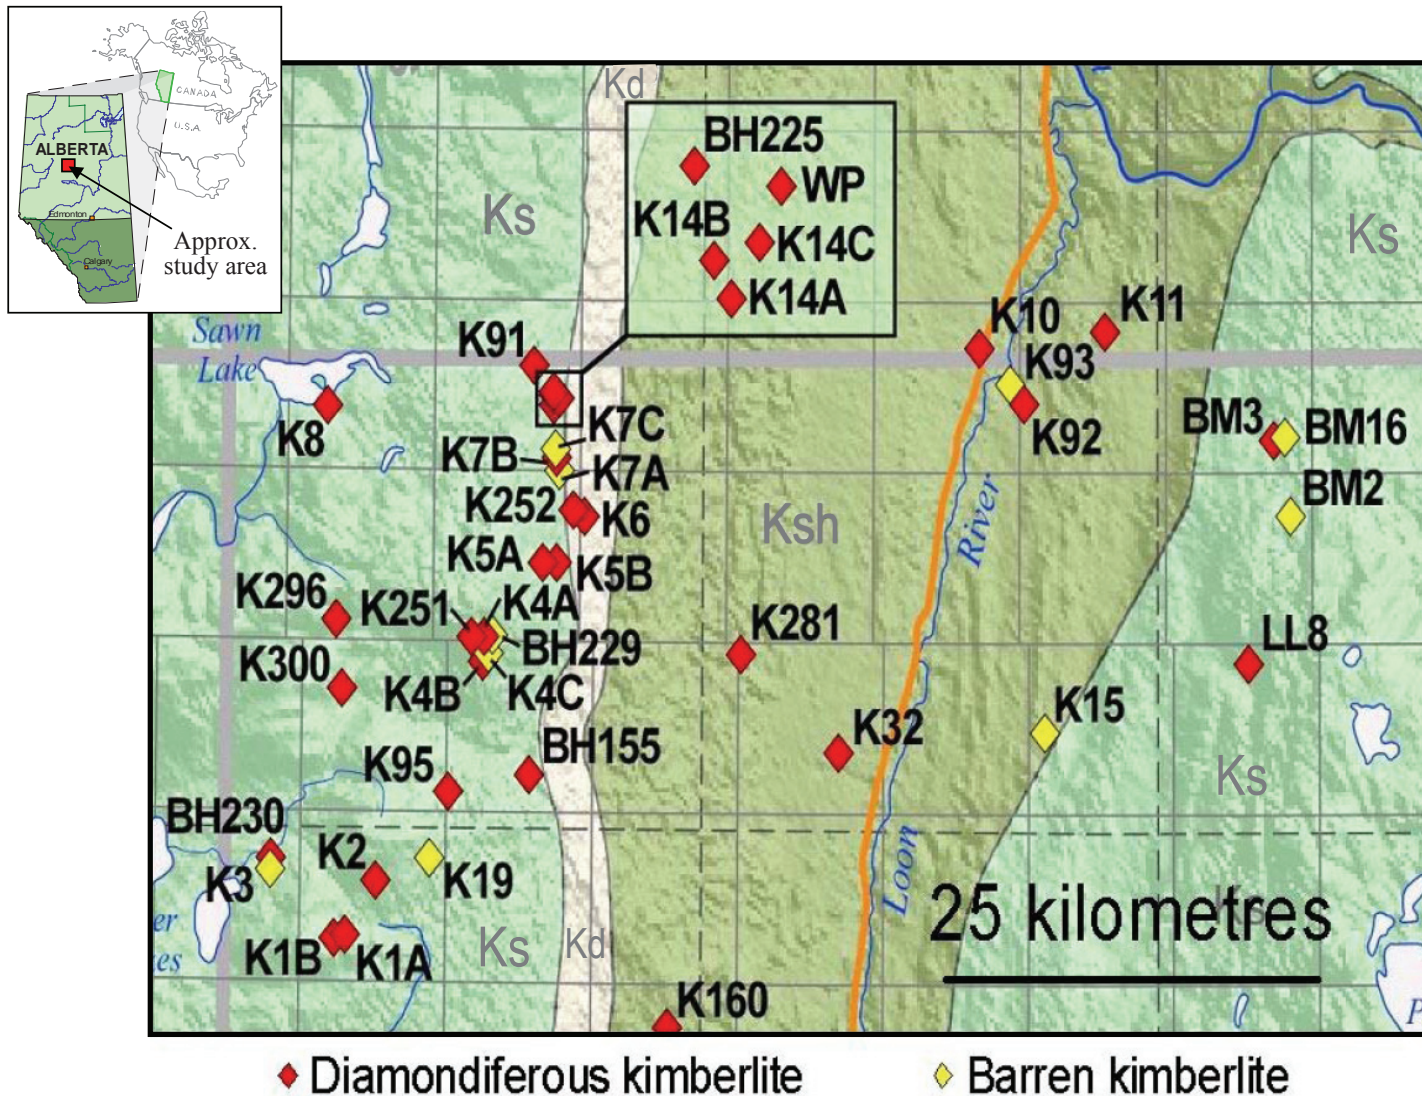 CANADA
U.S.A.
ALBERTA
Edmonton
Calgary
Approx.
study area
Kd
BH225
WP
K14B
K14C
K14A
Ks
Ks
Sawn
Lake
K91
K10
K11
K93
K8
K92
BM3
BM16
K7C
K7B
K7A
BM2
K252
K6
Ksh
River
K5A
K5B
K296
K251
K4A
K281
BH229
LL8
K300
K4B
K4C
K15
K32
BH155
K95
Ks
BH230
K2
K3
K19
Loon
25 kilometres
Ks
er
es
K1B
K1A
Ks
Kd
K160
P
Diamondiferous kimberlite
Barren kimberlite